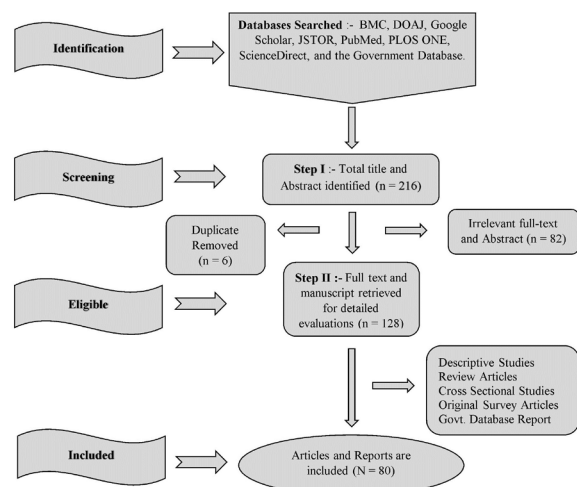 Identification
Databases Searched :- BMC, DOAJ, Google
Scholar, JSTOR, PubMed, PLOS ONE,
ScienceDirect, and the Government Database.
Screening
Step I :- Total title and
Abstract identified (n = 216)
Duplicate
Removed
(n = 6)
Irrelevant full-text
and Abstract (n = 82)
Eligible
Step II :- Full text and
manuscript retrieved
for detailed
evaluations (n = 128)
Descriptive Studies
Review Articles
Cross Sectional Studies
Original Survey Articles
Govt. Database Report
Included
Articles and Reports are
included (N = 80)